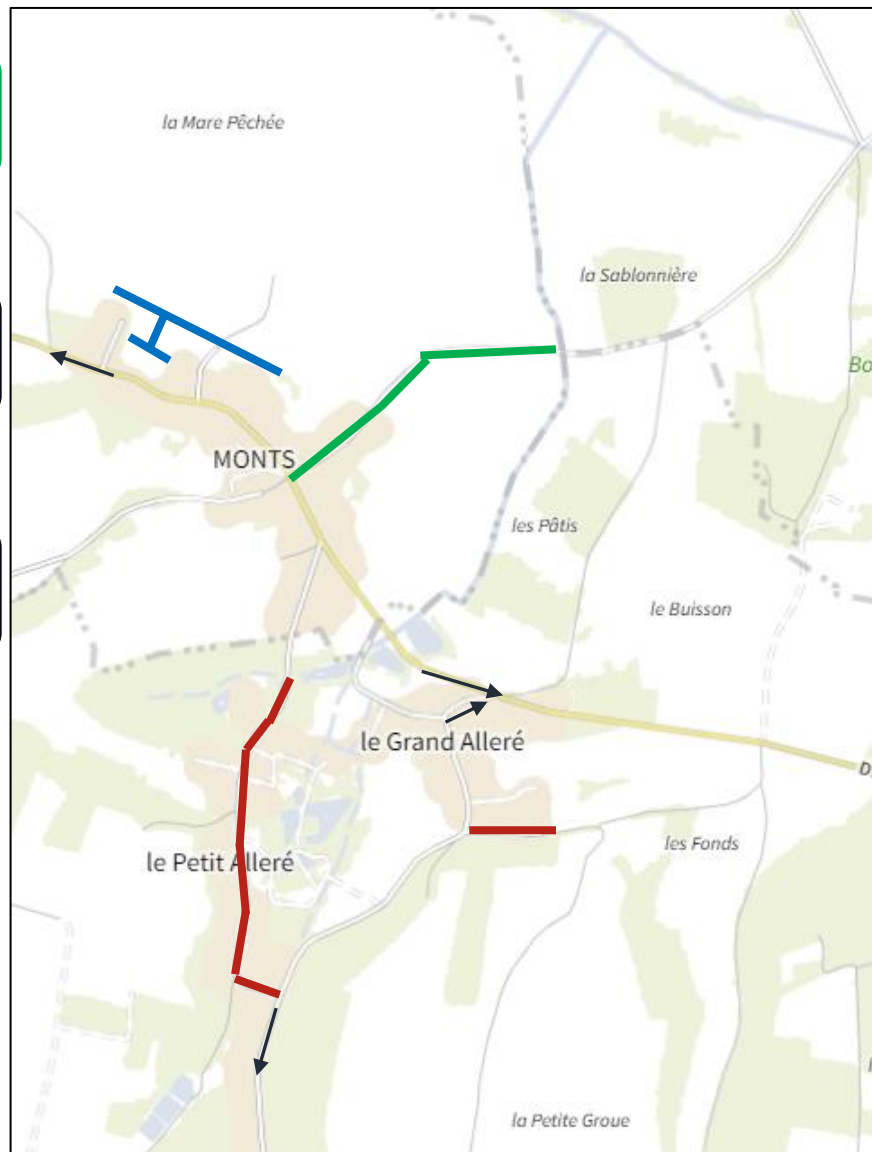 la Mare Pêchée
la Sablonnière
Bo
MONTS
les Pâtis
le Buisson
le Grand Alleré
D
les Fonds
le Petit Alleré
la Petite Groue